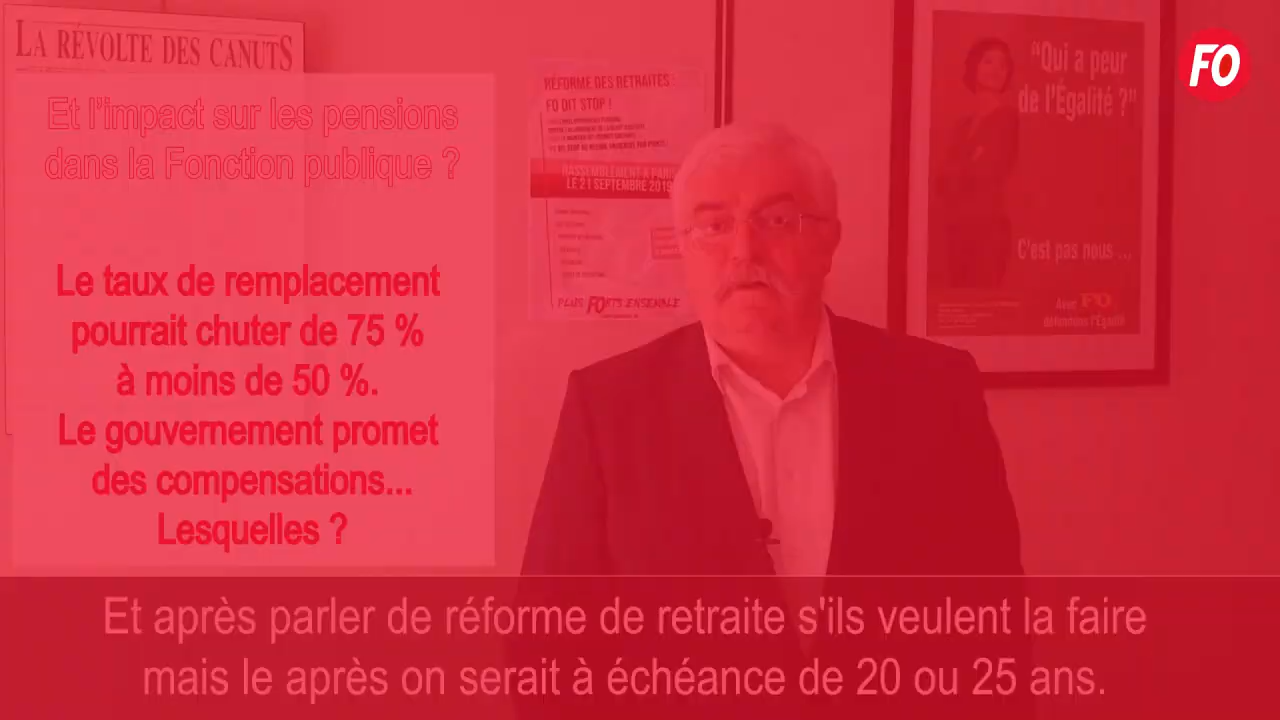 LA RÉVOLTE DES CANUTS
Et l'impact sur les pensions
dans la Fonction publique ?
Le taux de remplacement
pourrait chuter de 75 %
à moins de 50 %.
Le gouvernement promet
des compensations...
Lesquelles ?
RÉFORME DES RETRAITES :
FO DIT STOP !
RASSEMBLEMENT À PARIS
LE 21 SEPTEMBRE 2019
PLUS FORTS ENSEMBLE
"Qui a peur
de l'Égalité ?"
C'est pas nous ...
Avec FO
défendons l'Égalité
FO
Et après parler de réforme de retraite s'ils veulent la faire
mais le après on serait à échéance de 20 ou 25 ans.